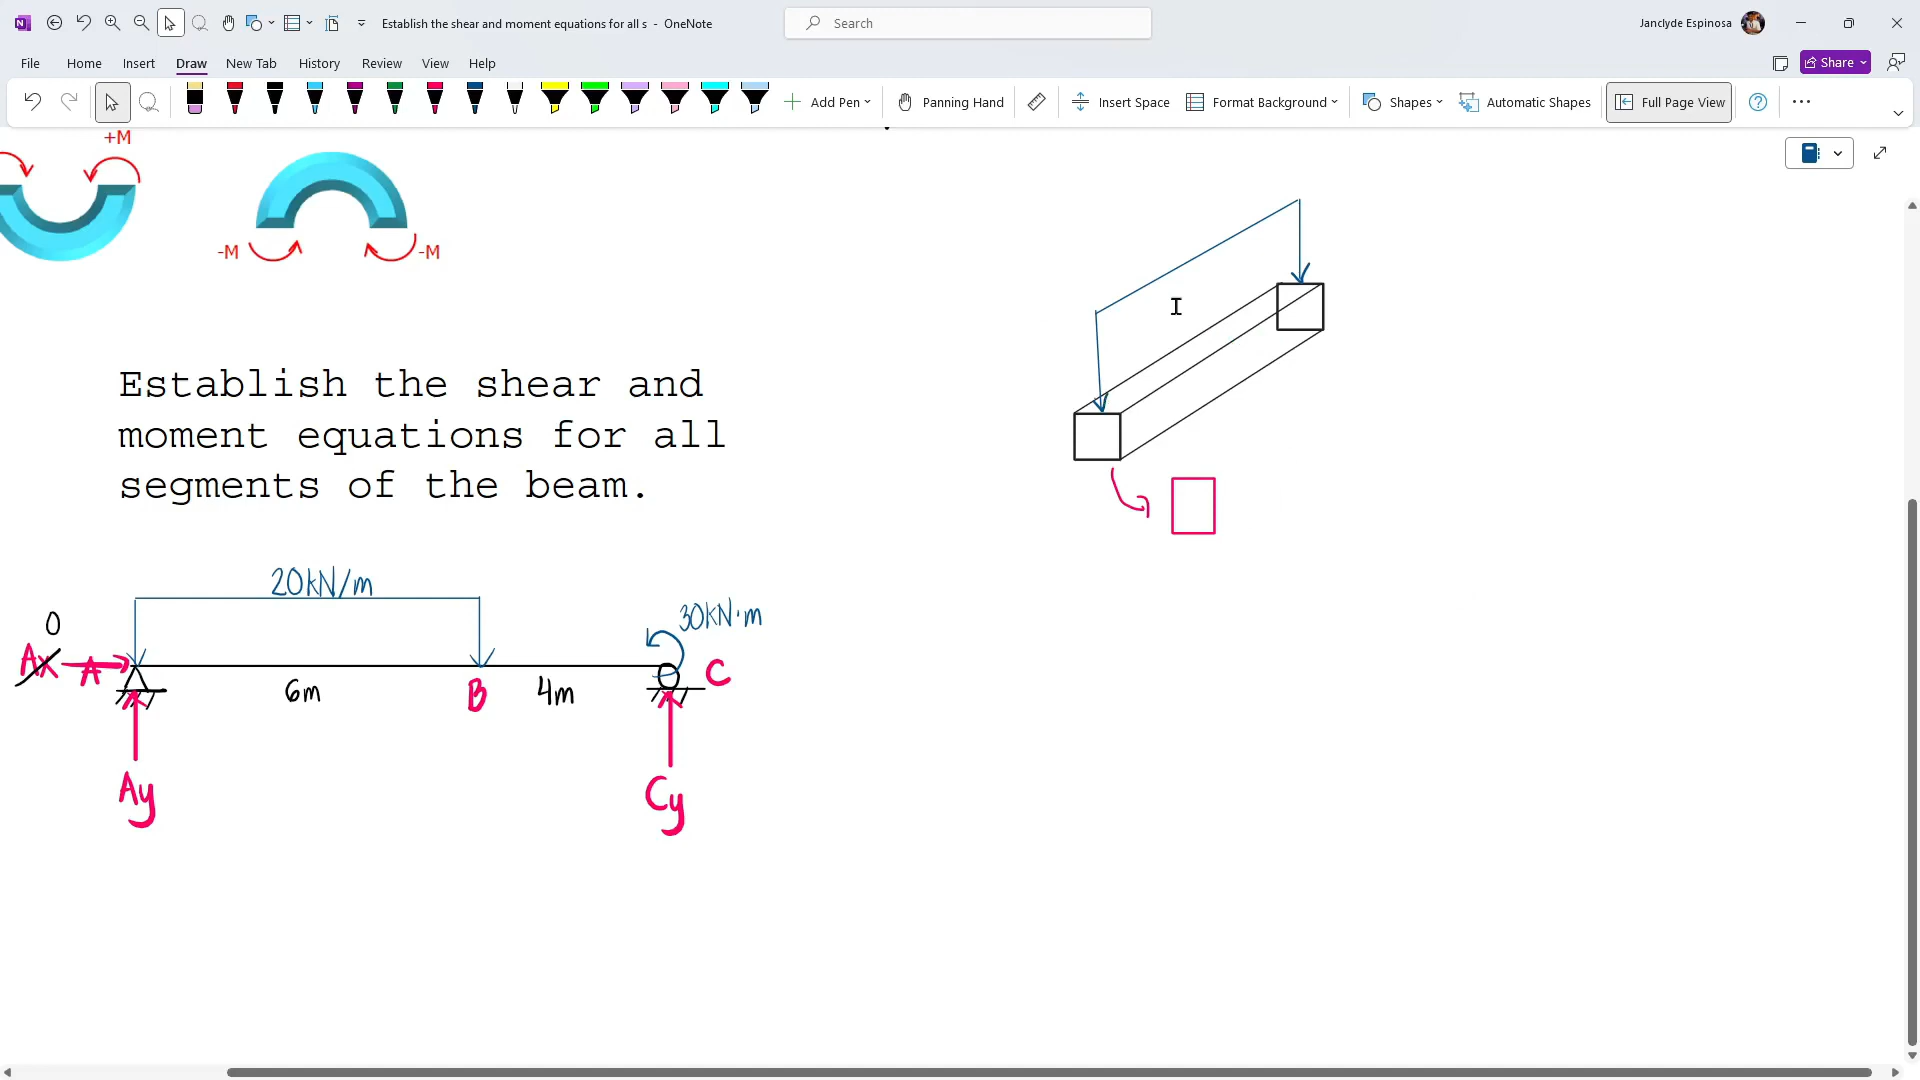 Establish the shear and moment equations for all s - OneNote
Search
Janclyde Espinosa
File Home Insert Draw New Tab History Review View Help
Share
Add Pen Panning Hand Insert Space Format Background Shapes Automatic Shapes Full Page View
+M
-M -M
Establish the shear and
moment equations for all
segments of the beam.
20kN/m
0
30kN·m
Ax A C
6m B 4m
Ay Cy